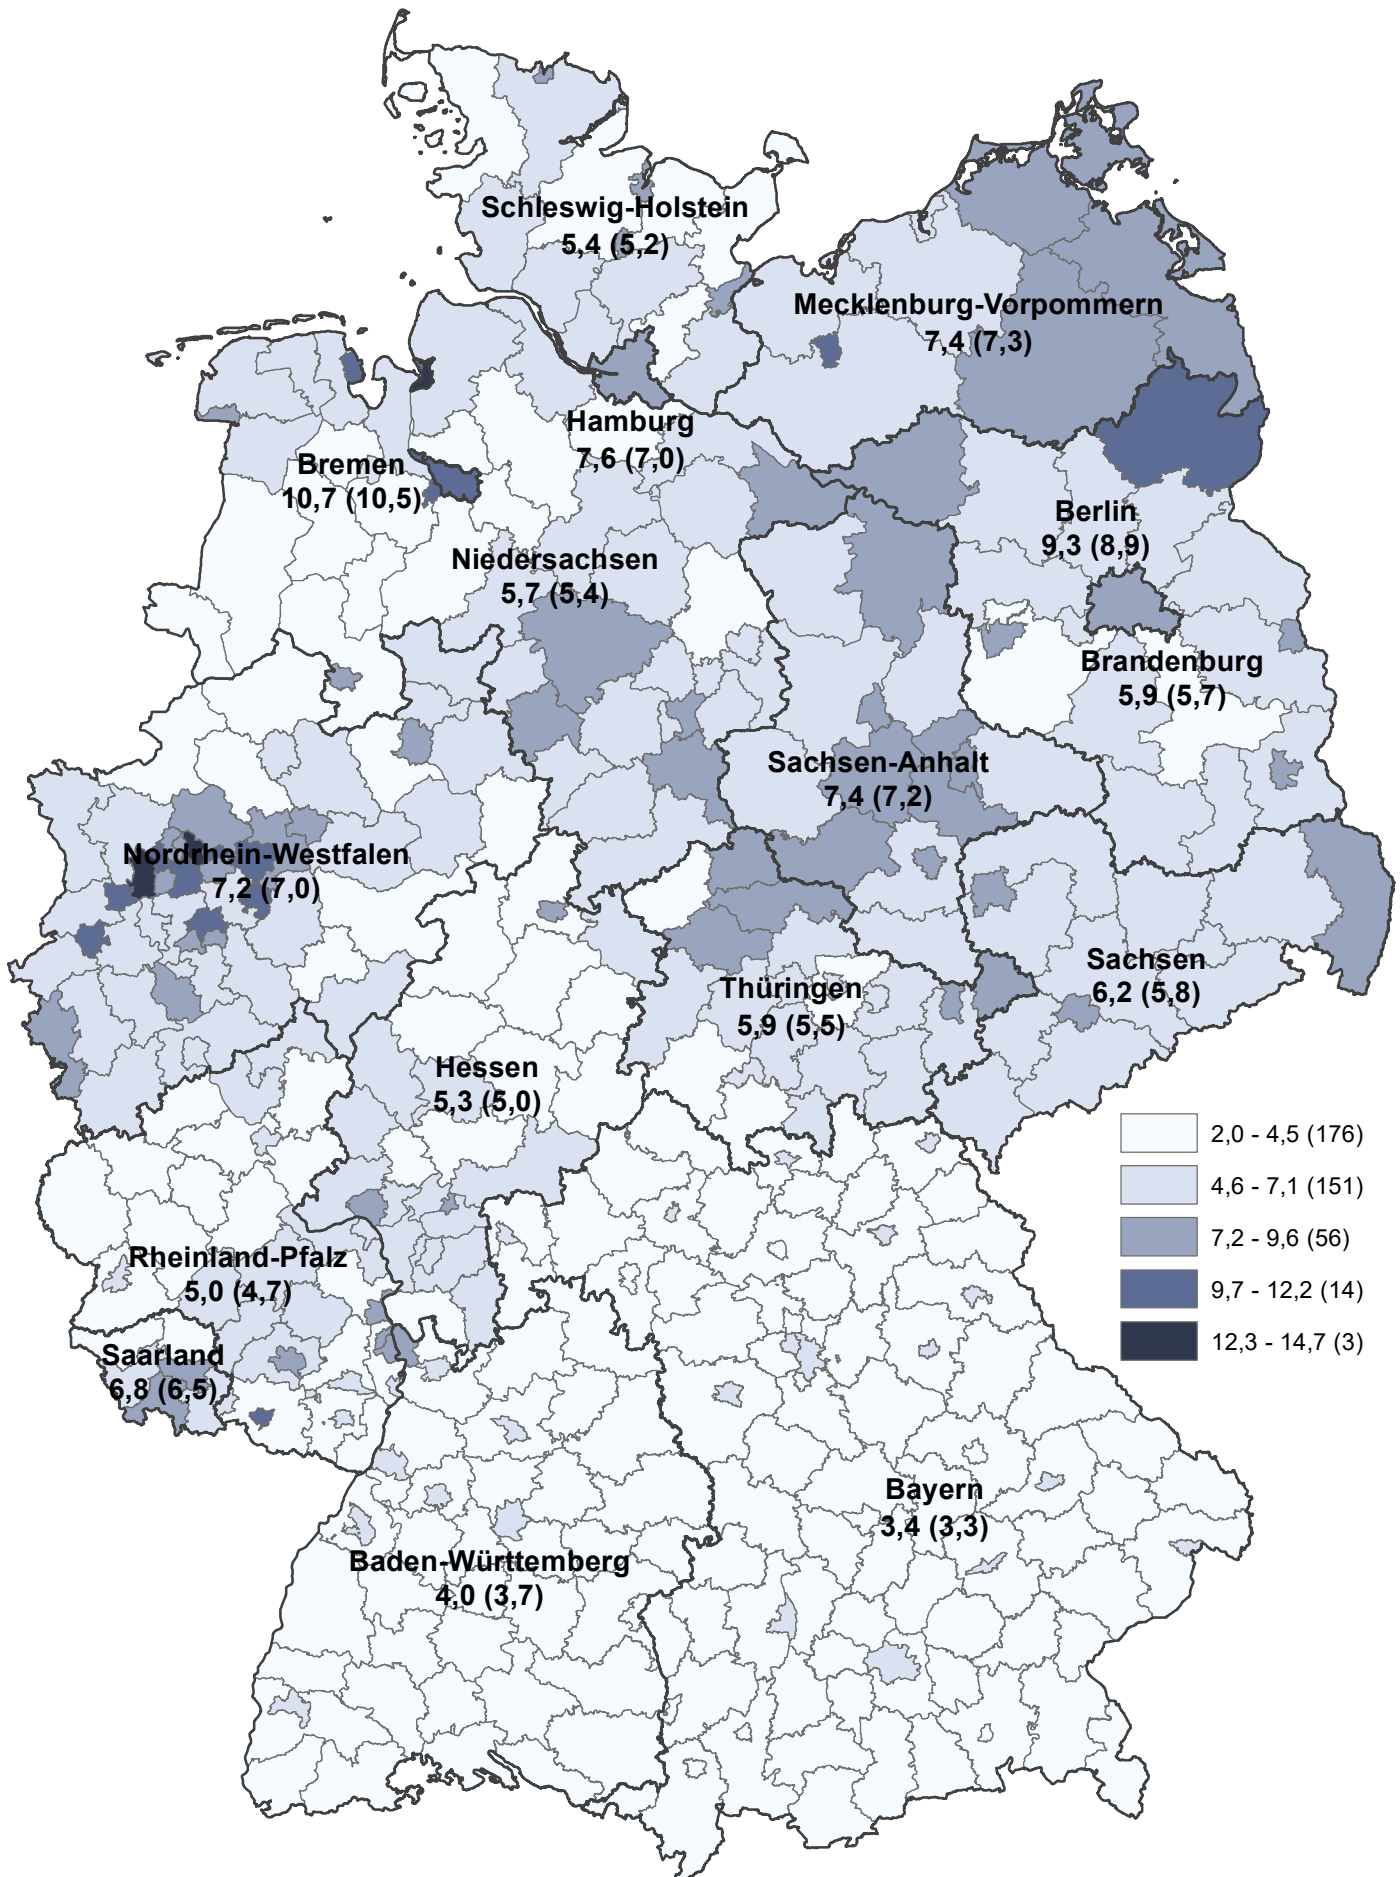 Schleswig-Holstein
5,4 (5,2)
Mecklenburg-Vorpommern
7,4 (7,3)
Hamburg
7,6 (7,0)
Bremen
10,7 (10,5)
Berlin
9,3 (8,9)
Niedersachsen
5,7 (5,4)
Brandenburg
5,9 (5,7)
Sachsen-Anhalt
7,4 (7,2)
Nordrhein-Westfalen
7,2 (7,0)
Sachsen
6,2 (5,8)
Thüringen
5,9 (5,5)
Hessen
5,3 (5,0)
2,0 - 4,5 (176)
4,6 - 7,1 (151)
7,2 - 9,6 (56)
9,7 - 12,2 (14)
12,3 - 14,7 (3)
Rheinland-Pfalz
5,0 (4,7)
Saarland
6,8 (6,5)
Bayern
3,4 (3,3)
Baden-Württemberg
4,0 (3,7)